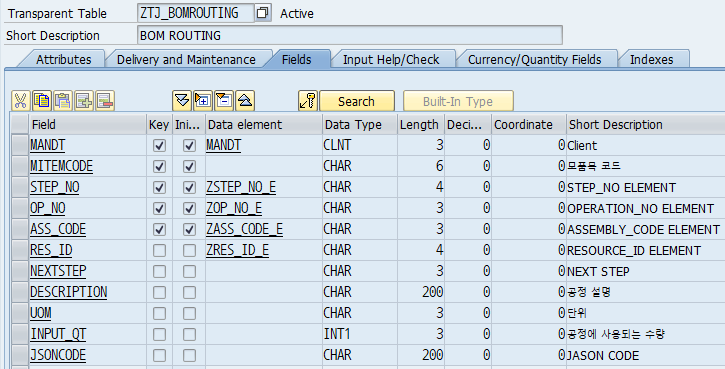 Transparent Table ZTJ_BOMROUTING Active
Short Description BOM ROUTING
Attributes Delivery and Maintenance Fields Input Help/Check Currency/Quantity Fields Indexes
Search Built-In Type
Field Key Ini... Data element Data Type Length Deci... Coordinate Short Description
MANDT MANDT CLNT 3 0 0 Client
MITEMCODE CHAR 6 0 0 모품목 코드
STEP_NO ZSTEP_NO_E CHAR 4 0 0 STEP_NO ELEMENT
OP_NO ZOP_NO_E CHAR 3 0 0 OPERATION_NO ELEMENT
ASS_CODE ZASS_CODE_E CHAR 3 0 0 ASSEMBLY_CODE ELEMENT
RES_ID ZRES_ID_E CHAR 4 0 0 RESOURCE_ID ELEMENT
NEXTSTEP CHAR 3 0 0 NEXT STEP
DESCRIPTION CHAR 200 0 0 공정 설명
UOM CHAR 3 0 0 단위
INPUT_QT INT1 3 0 0 공정에 사용되는 수량
JSONCODE CHAR 200 0 0 JASON CODE